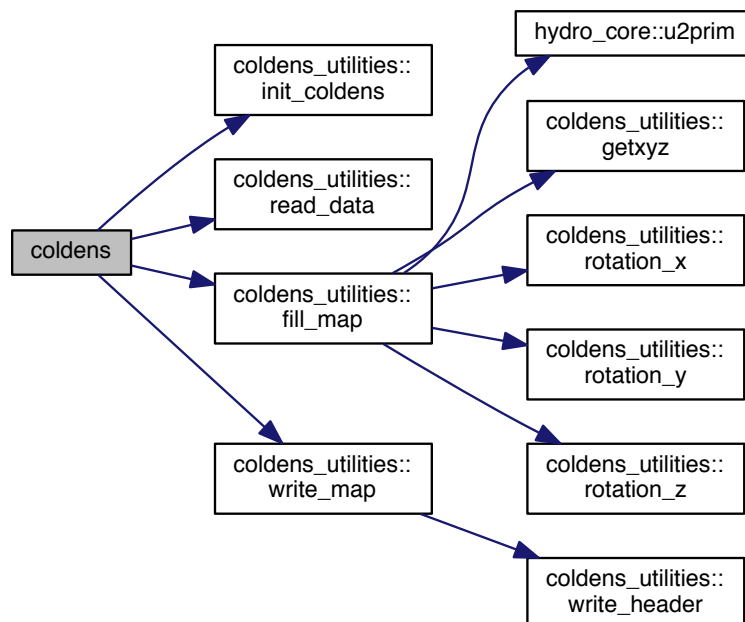 coldens
coldens_utilities::
init_coldens
coldens_utilities::
read_data
coldens_utilities::
fill_map
coldens_utilities::
write_map
hydro_core::u2prim
coldens_utilities::
getxyz
coldens_utilities::
rotation_x
coldens_utilities::
rotation_y
coldens_utilities::
rotation_z
coldens_utilities::
write_header